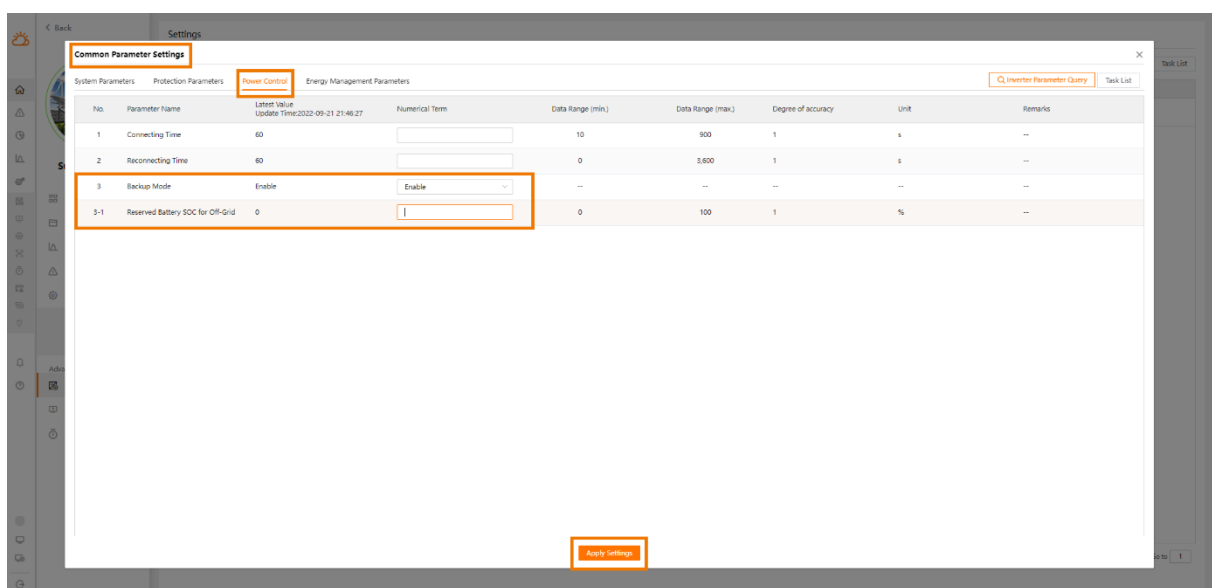 < Back
Settings
Common Parameter Settings
Task List
System Parameters Protection Parameters Power Control Energy Management Parameters Inverter Parameter Query Task List
No. Parameter Name Latest Value Numerical Term Data Range (min.) Data Range (max.) Degree of accuracy Unit Remarks
Update Time:2022-09-21 21:46:27
1 Connecting Time 60 10 900 1 s --
2 Reconnecting Time 60 0 3,600 1 s --
3 Backup Mode Enable Enable -- -- -- -- --
3-1 Reserved Battery SOC for Off-Grid 0 0 100 1 % --
Apply Settings
1